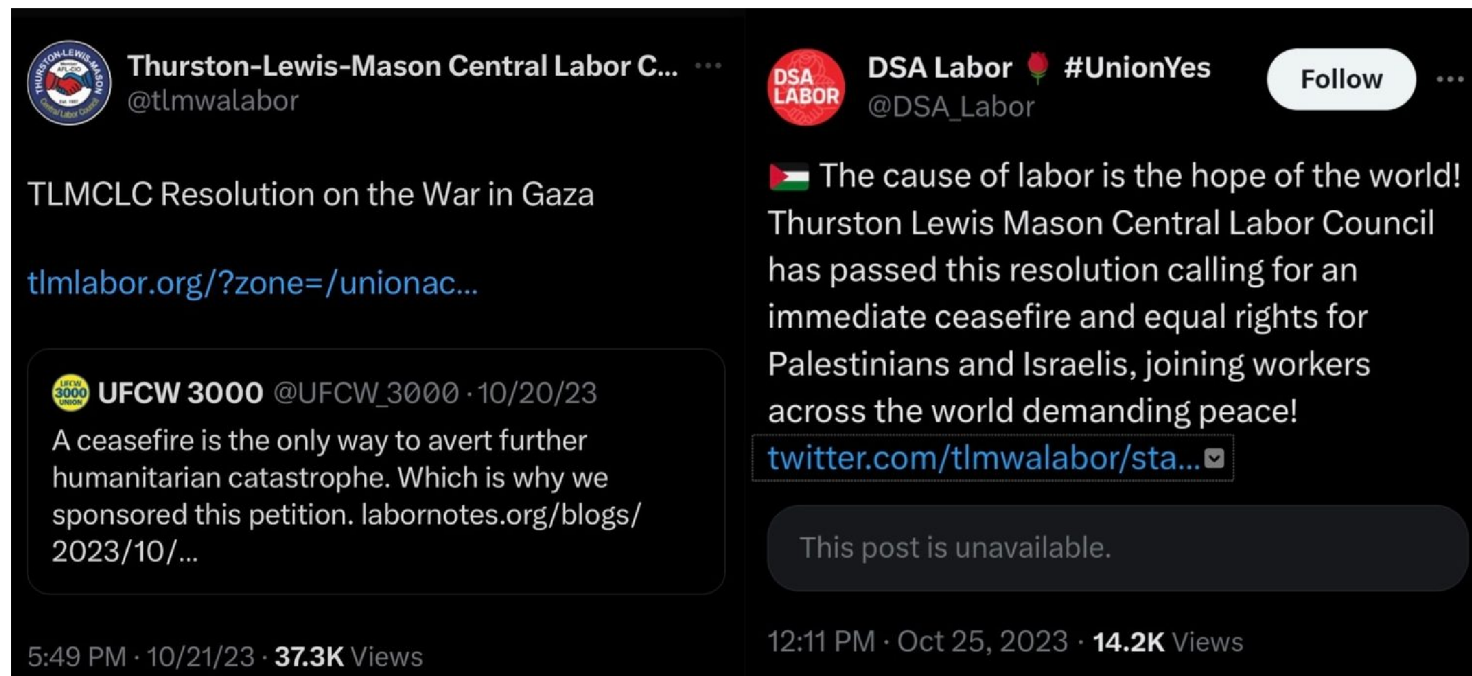 Thurston-Lewis-Mason Central Labor C...
@tlmwalabor
TLMCLC Resolution on the War in Gaza
tlmlabor.org/?zone=/unionac...
UFCW 3000 @UFCW_3000 · 10/20/23
A ceasefire is the only way to avert further
humanitarian catastrophe. Which is why we
sponsored this petition. labornotes.org/blogs/
2023/10/...
5:49 PM · 10/21/23 · 37.3K Views
DSA
LABOR
DSA Labor 🌹 #UnionYes
@DSA_Labor
Follow
🇵🇸 The cause of labor is the hope of the world!
Thurston Lewis Mason Central Labor Council
has passed this resolution calling for an
immediate ceasefire and equal rights for
Palestinians and Israelis, joining workers
across the world demanding peace!
twitter.com/tlmwalabor/sta...
This post is unavailable.
12:11 PM · Oct 25, 2023 · 14.2K Views